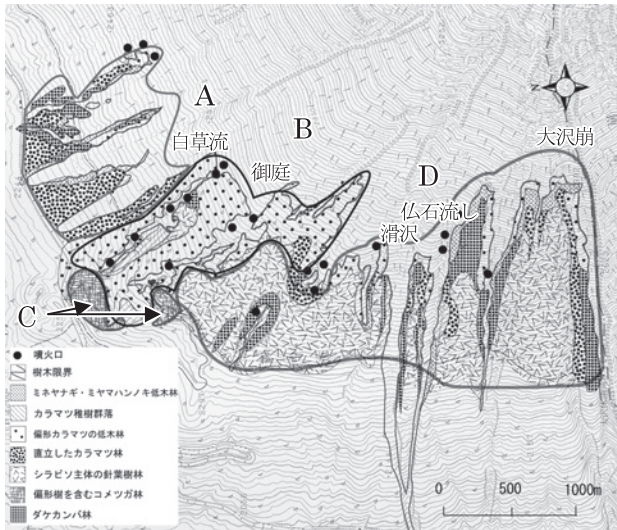 A
B
白草流
御庭
D
大沢崩
仏石流し
滑沢
N
C
噴火口
樹木限界
ミネヤナギ・ミヤマハンノキ低木林
カラマツ稚樹群落
偏形カラマツの低木林
直立したカラマツ林
シラビソ主体の針葉樹林
偏形樹を含むコメツガ林
ダケカンバ林
0 500 1000m